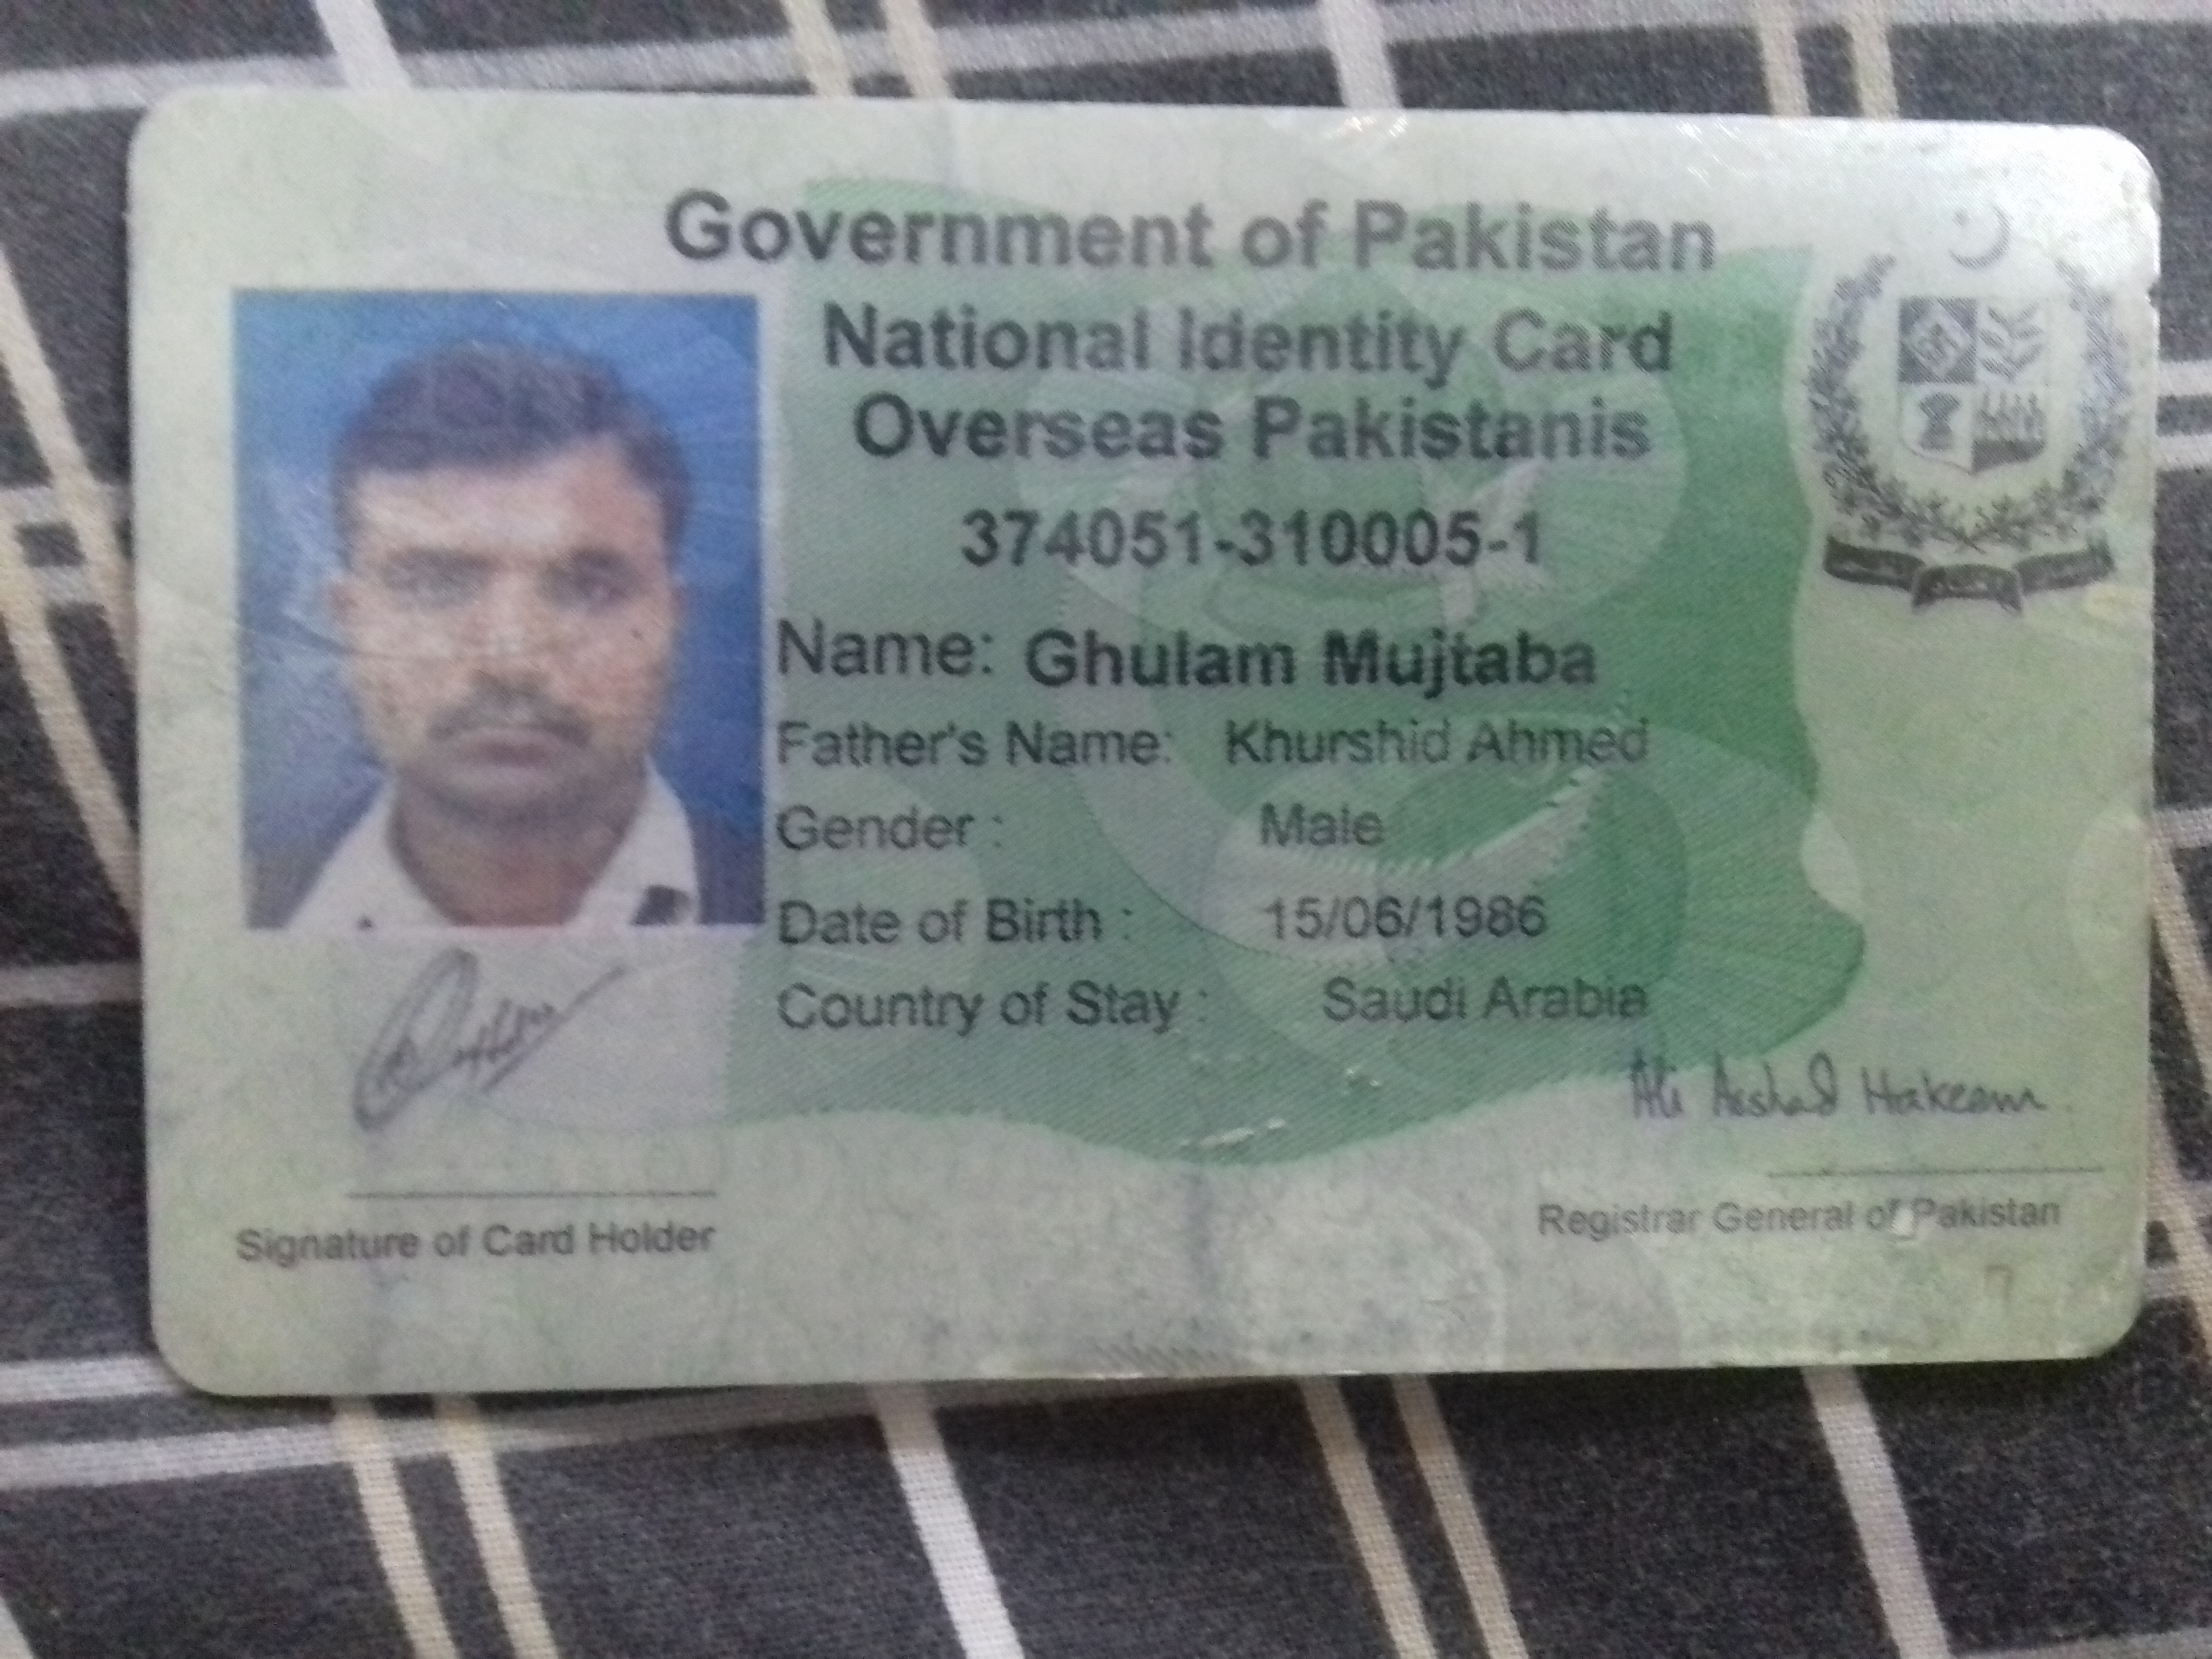 Government of Pakistan
National Identity Card
Overseas Pakistanis
374051-310005-1
Name: Ghulam Mujtaba
Father's Name: Khurshid Ahmed
Gender : Male
Date of Birth : 15/06/1986
Country of Stay : Saudi Arabia
Ali Arshad Hakeem
Signature of Card Holder
Registrar General of Pakistan
7